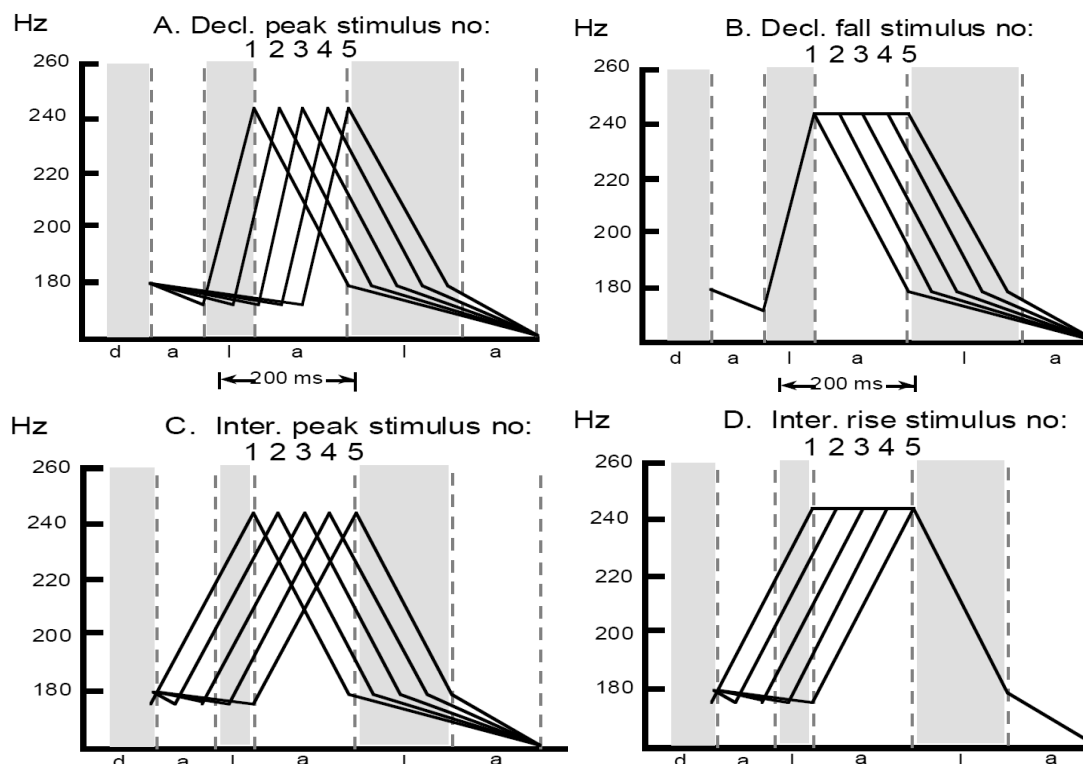 Hz
A. Decl. peak stimulus no:
1 2 3 4 5
260
240
220
200
180
d a l a l a
200 ms
Hz
B. Decl. fall stimulus no:
1 2 3 4 5
260
240
220
200
180
d a l a l a
200 ms
Hz
C. Inter. peak stimulus no:
1 2 3 4 5
260
240
220
200
180
d a l a l a
Hz
D. Inter. rise stimulus no:
1 2 3 4 5
260
240
220
200
180
d a l a l a